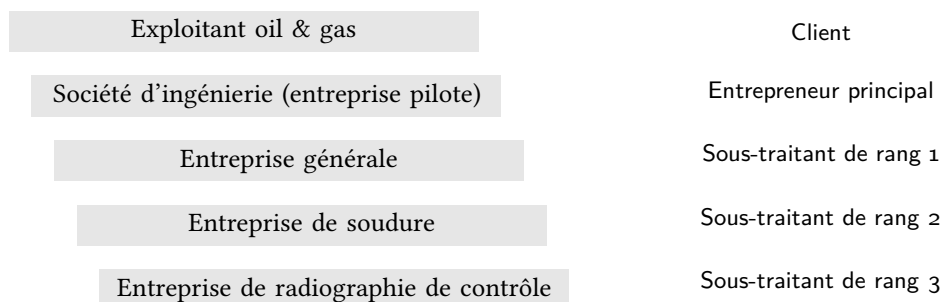 Exploitant oil & gas Client
Société d'ingénierie (entreprise pilote) Entrepreneur principal
Entreprise générale Sous-traitant de rang 1
Entreprise de soudure Sous-traitant de rang 2
Entreprise de radiographie de contrôle Sous-traitant de rang 3